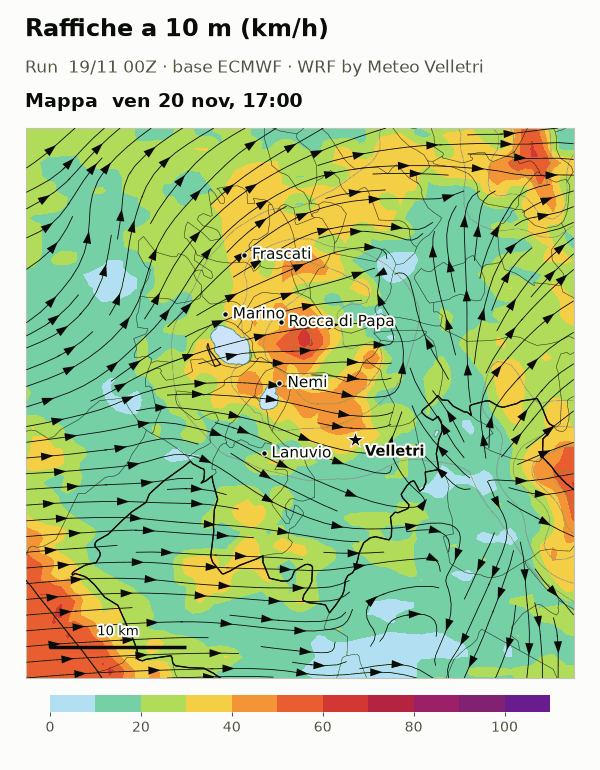 Raffiche a 10 m (km/h)
Run 19/11 00Z · base ECMWF · WRF by Meteo Velletri
Mappa ven 20 nov, 17:00
Frascati
Marino
Rocca di Papa
Nemi
Velletri
Lanuvio
10 km
0 20 40 60 80 100